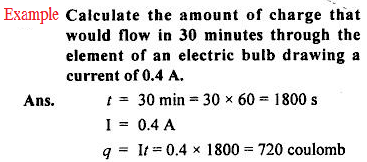 Example Calculate the amount of charge that
would flow in 30 minutes through the
element of an electric bulb drawing a
current of 0.4 A.
Ans. t = 30 min = 30 × 60 = 1800 s
I = 0.4 A
q = It = 0.4 × 1800 = 720 coulomb